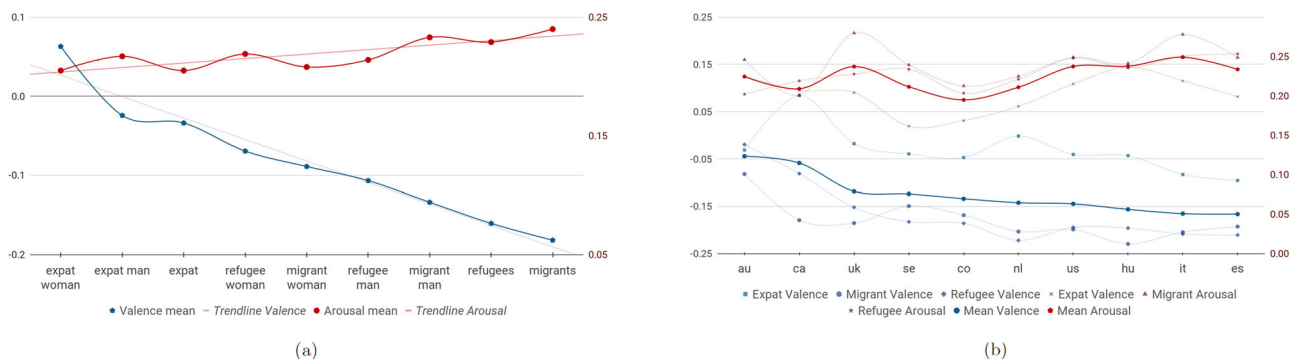 0.1
0.0
-0.1
-0.2
0.25
0.15
0.05
expat
woman
expat man
expat
refugee
woman
migrant
woman
refugee
man
migrant
man
refugees
migrants
Valence mean
Trendline Valence
Arousal mean
Trendline Arousal
(a)
0.25
0.15
0.05
-0.05
-0.15
-0.25
0.25
0.20
0.15
0.10
0.05
0.00
au ca uk se co nl us hu it es
Expat Valence Migrant Valence Refugee Valence Expat Valence Migrant Arousal
Refugee Arousal Mean Valence Mean Arousal
(b)